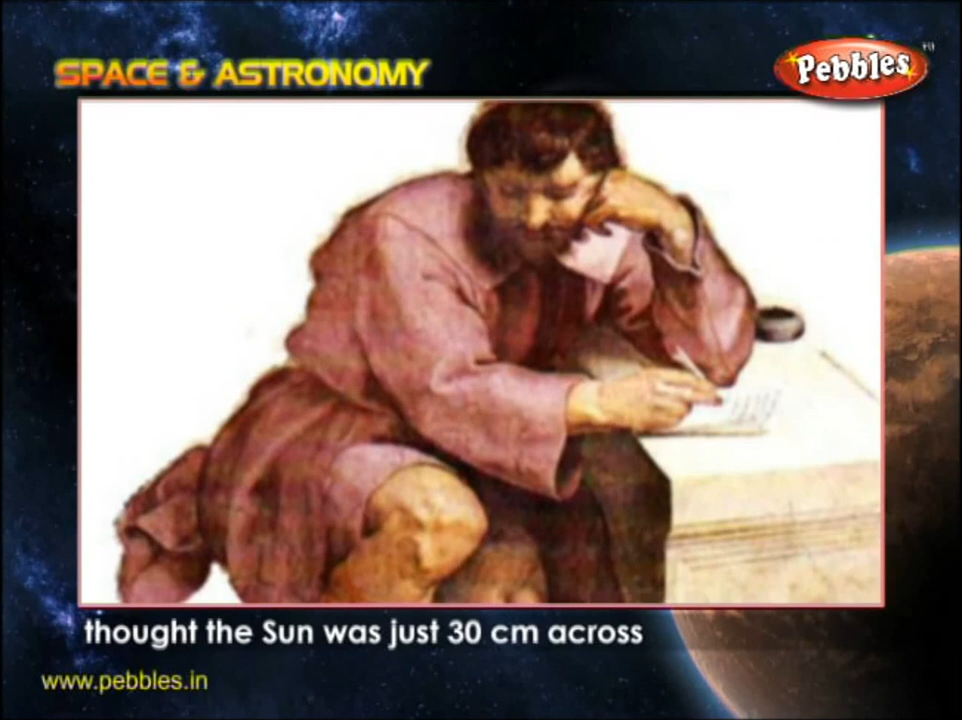 SPACE & ASTRONOMY
Pebbles
thought the Sun was just 30 cm across
www.pebbles.in